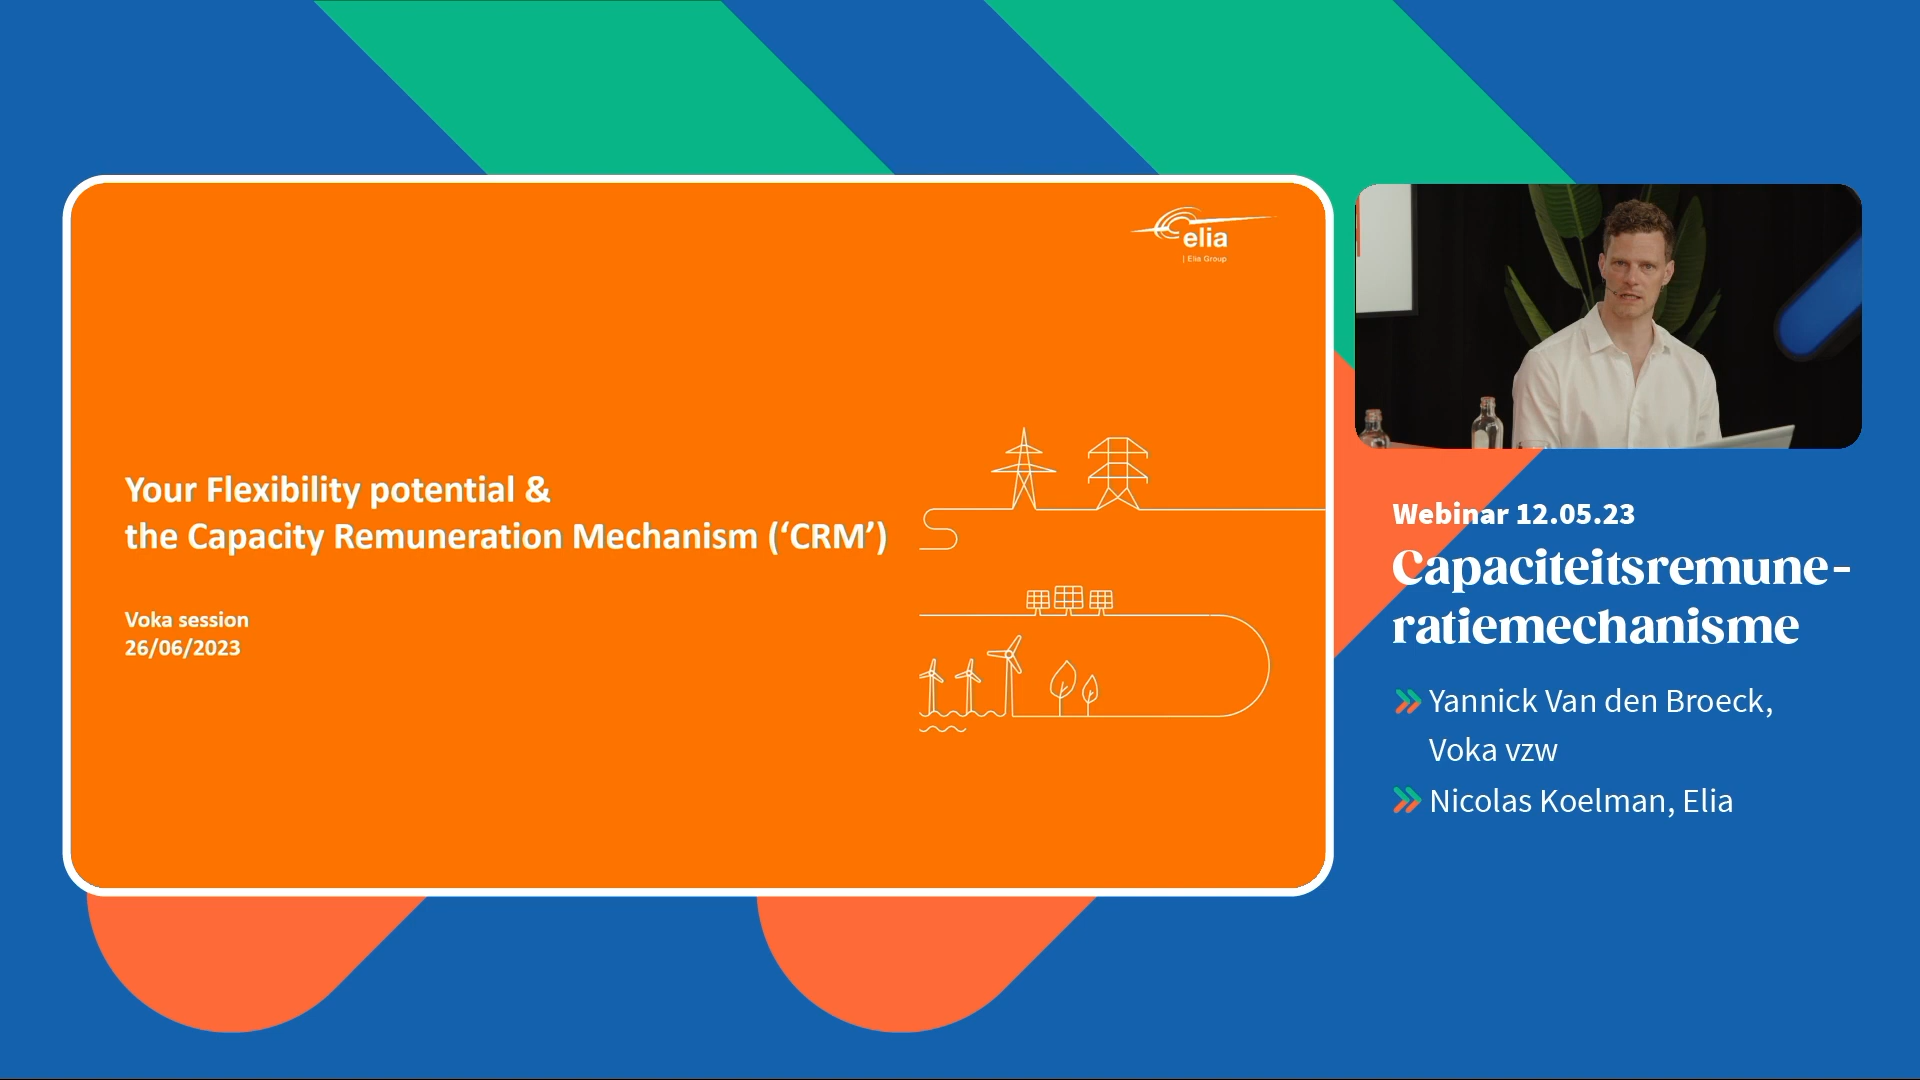 elia
| Elia Group
Your Flexibility potential &
the Capacity Remuneration Mechanism (‘CRM’)
Voka session
26/06/2023
Webinar 12.05.23
Capaciteitsremune-
ratiemechanisme
Yannick Van den Broeck,
Voka vzw
Nicolas Koelman, Elia